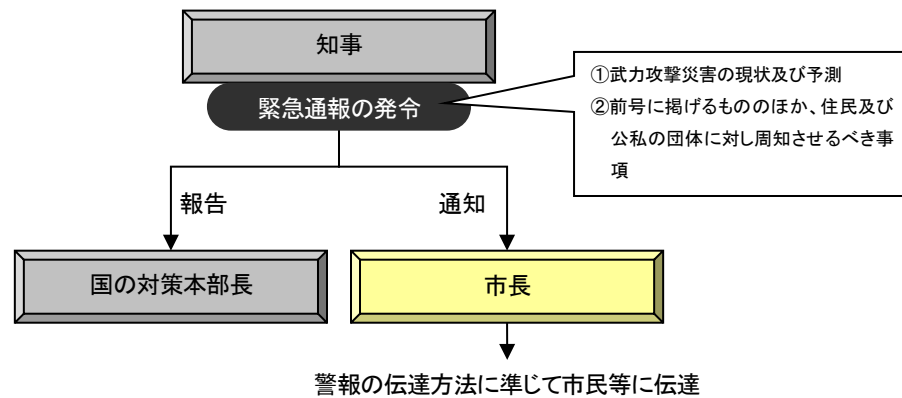 知事
緊急通報の発令
①武力攻撃災害の現状及び予測
②前号に掲げるもののほか、住民及び
公私の団体に対し周知させるべき事
項
報告
通知
国の対策本部長
市長
警報の伝達方法に準じて市民等に伝達